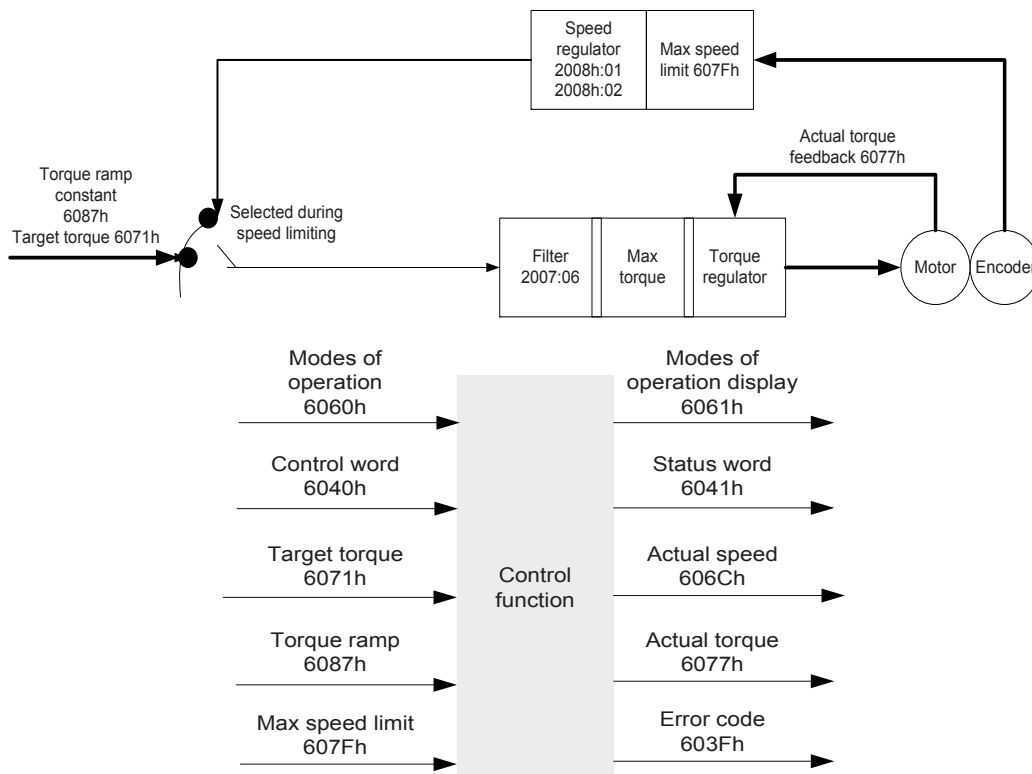 Speed
regulator
2008h:01
2008h:02
Max speed
limit 607Fh
Actual torque
feedback 6077h
Torque ramp
constant
6087h
Target torque 6071h
Selected during
speed limiting
Filter
2007:06
Max
torque
Torque
regulator
Motor
Encoder
Modes of
operation
6060h
Modes of
operation display
6061h
Control word
6040h
Status word
6041h
Target torque
6071h
Control
function
Actual speed
606Ch
Torque ramp
6087h
Actual torque
6077h
Max speed limit
607Fh
Error code
603Fh